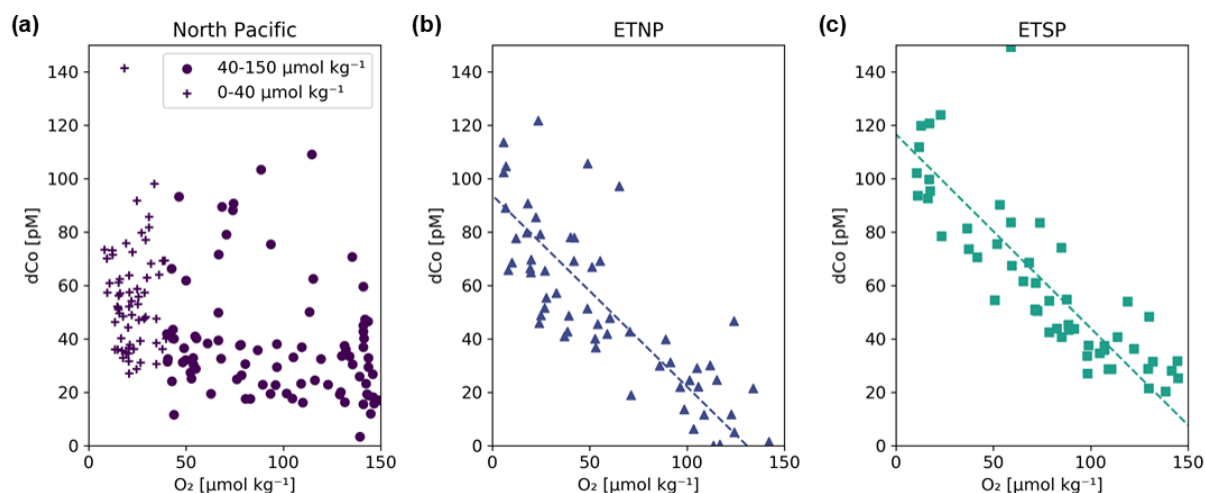 (a)
North Pacific
40-150 μmol kg⁻¹
0-40 μmol kg⁻¹
dCo [pM]
140
120
100
80
60
40
20
0
0 50 100 150
O₂ [μmol kg⁻¹]
(b)
ETNP
dCo [pM]
140
120
100
80
60
40
20
0
0 50 100 150
O₂ [μmol kg⁻¹]
(c)
ETSP
dCo [pM]
140
120
100
80
60
40
20
0
0 50 100 150
O₂ [μmol kg⁻¹]